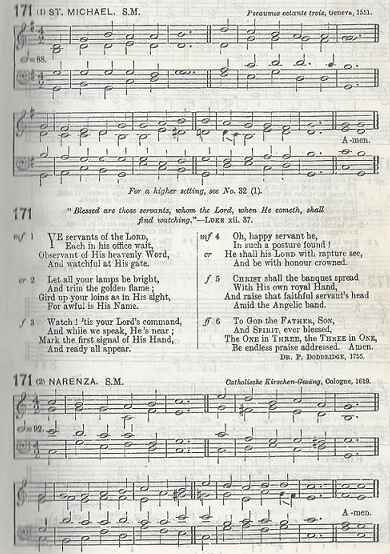 171 (1) ST. MICHAEL. S.M. Pseaumes octante trois, Geneva, 1551.
=88.
A-men.
For a higher setting, see No. 32 (1).
171
"Blessed are those servants, whom the Lord, when He cometh, shall
find watching."—LUKE xii. 37.
mf 1 YE servants of the Lord,
Each in his office wait,
Observant of His heavenly Word,
And watchful at His gate.
cr 2 Let all your lamps be bright,
And trim the golden flame;
Gird up your loins as in His sight,
For awful is His Name.
f 3 Watch! 'tis your Lord's command,
And while we speak, He's near;
Mark the first signal of His Hand,
And ready all appear.
mf 4 Oh, happy servant he,
In such a posture found!
cr He shall his LORD with rapture see,
And be with honour crowned.
f 5 CHRIST shall the banquet spread
With His own royal Hand,
And raise that faithful servant's head
Amid the Angelic band.
ff 6 To GOD the FATHER, SON,
And SPIRIT, ever blessed,
The ONE in THREE, the THREE in ONE,
Be endless praise addressed. Amen.
DR. P. DODDRIDGE, 1755.
171 (2) NARENZA. S.M. Catholische Kirschen-Gesäng, Cologne, 1619.
=92.
A-men.